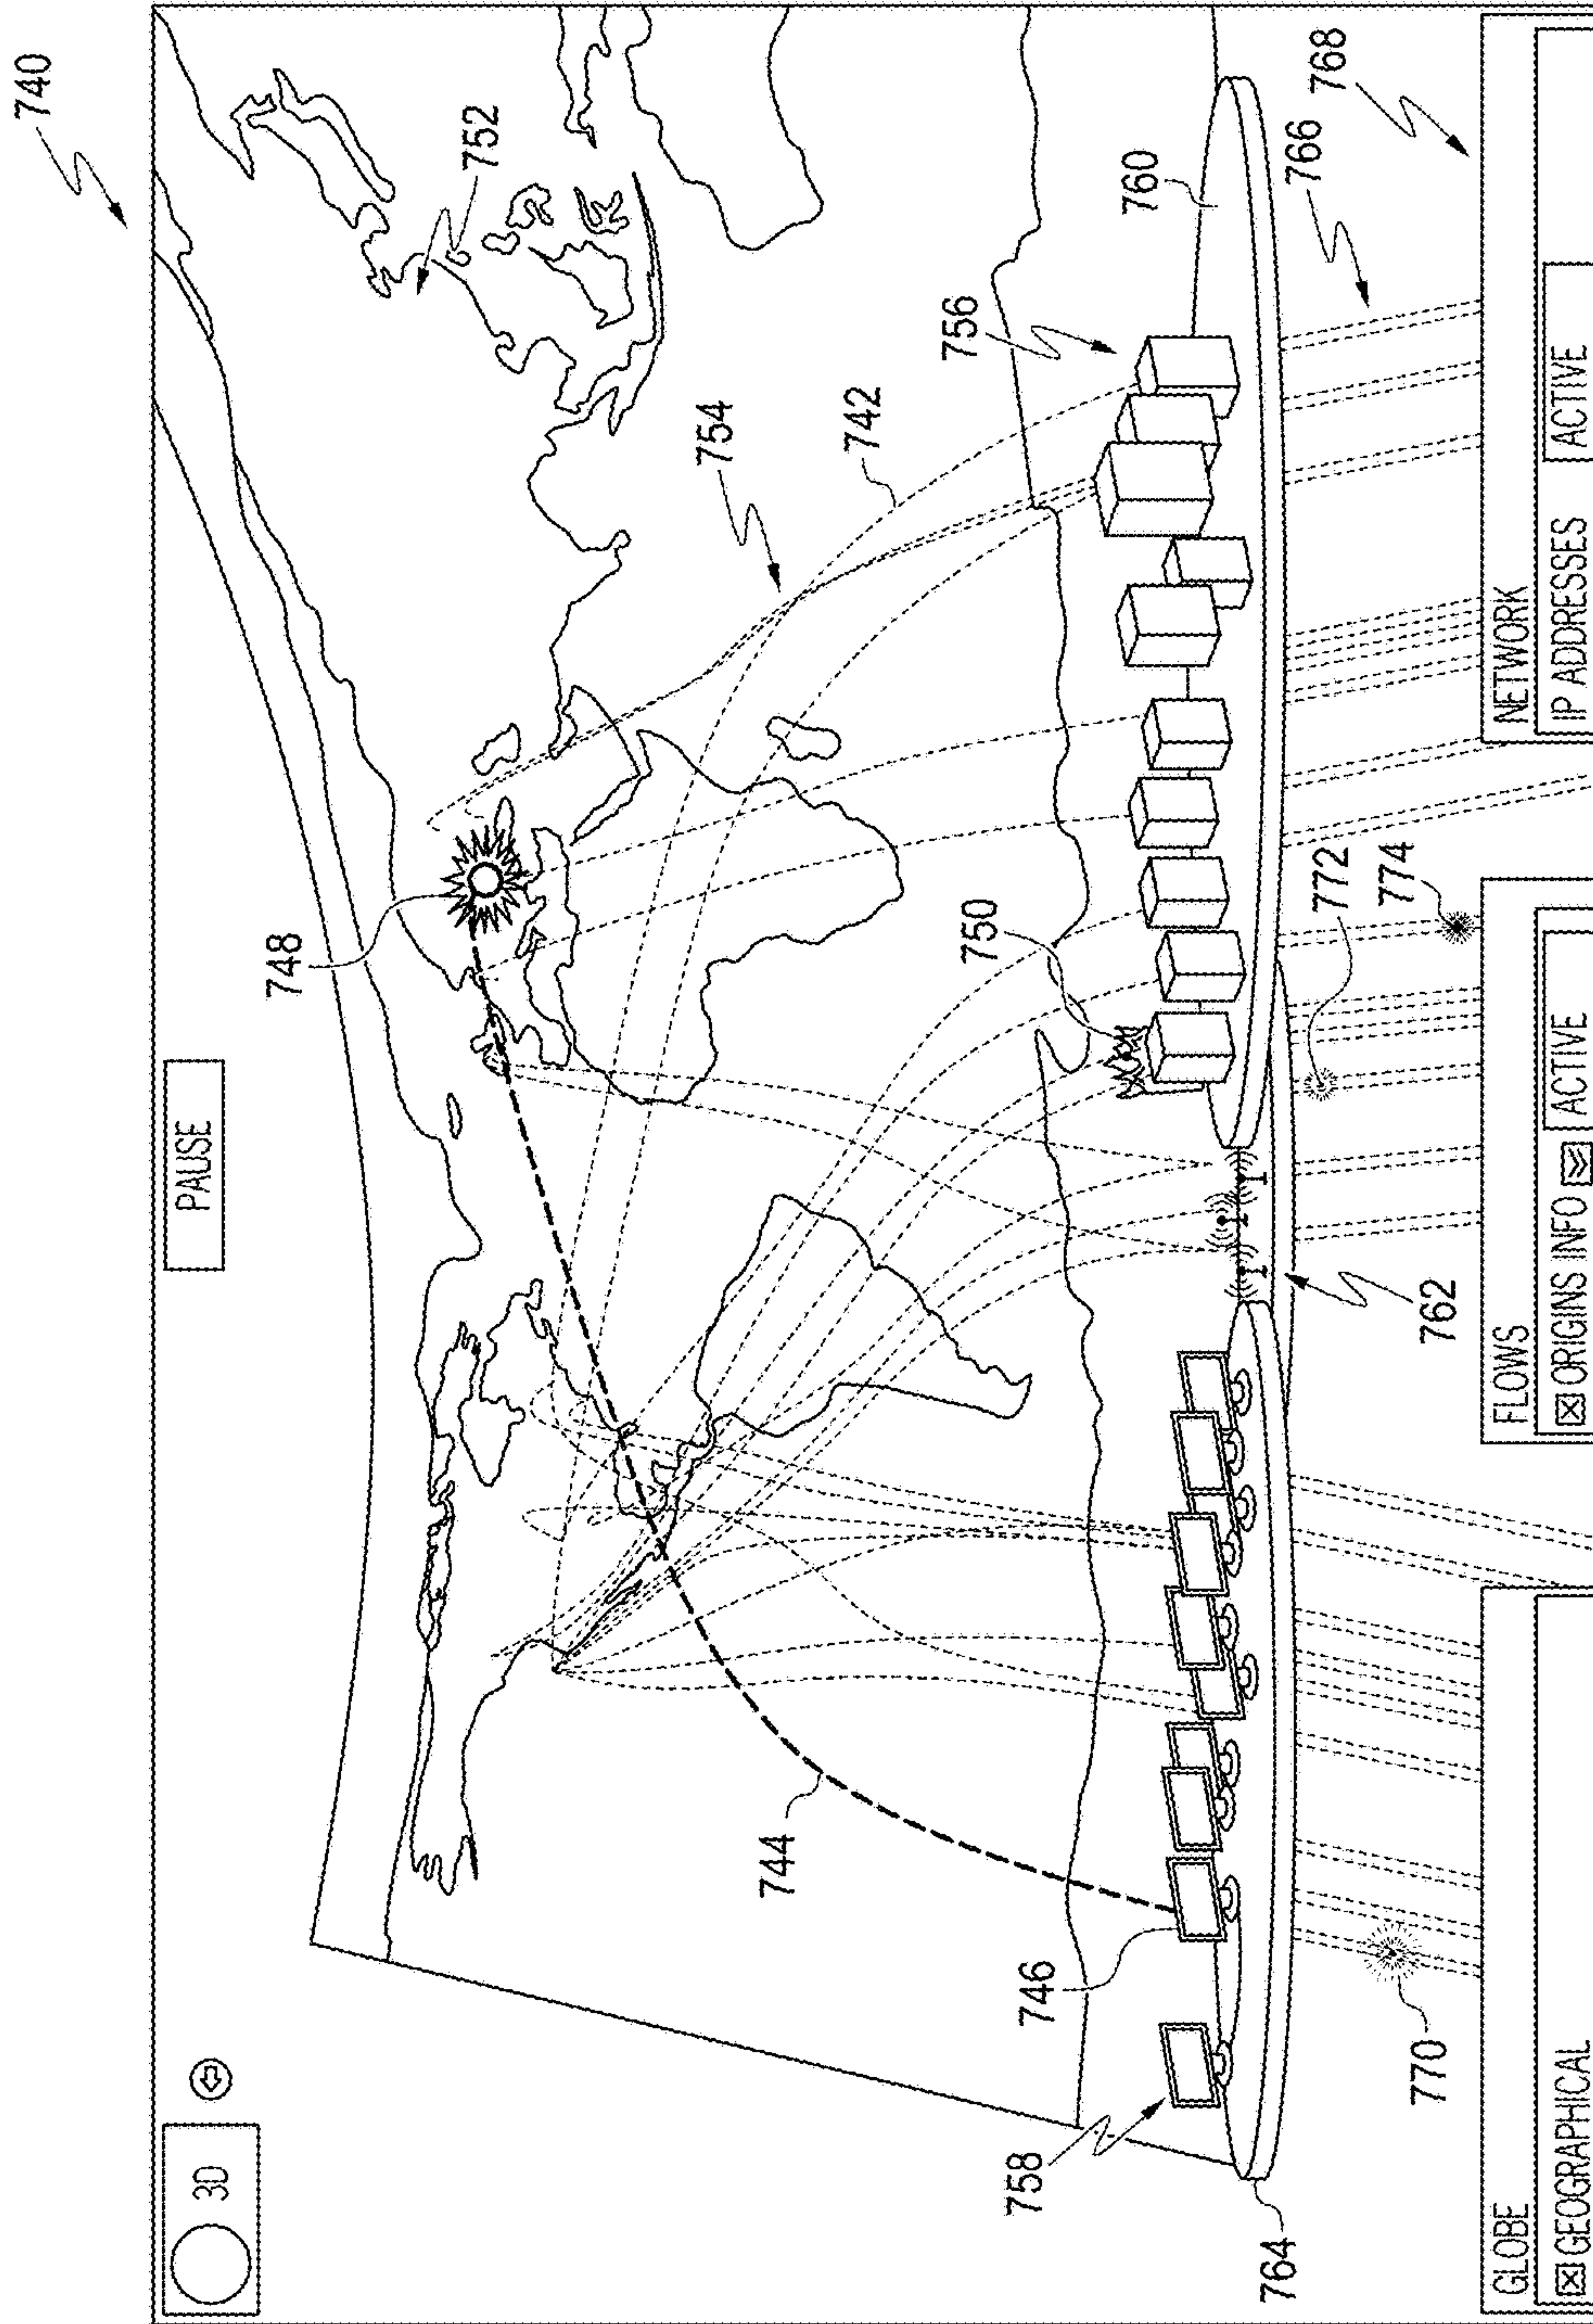 740
3D
PAUSE
748
752
754
744
742
756
750
758
746
760
764
766
772
768
774
770
762
GLOBE
FLOWS
NETWORK
GEOGRAPHICAL
ORIGINS INFO
ACTIVE
IP ADDRESSES
ACTIVE